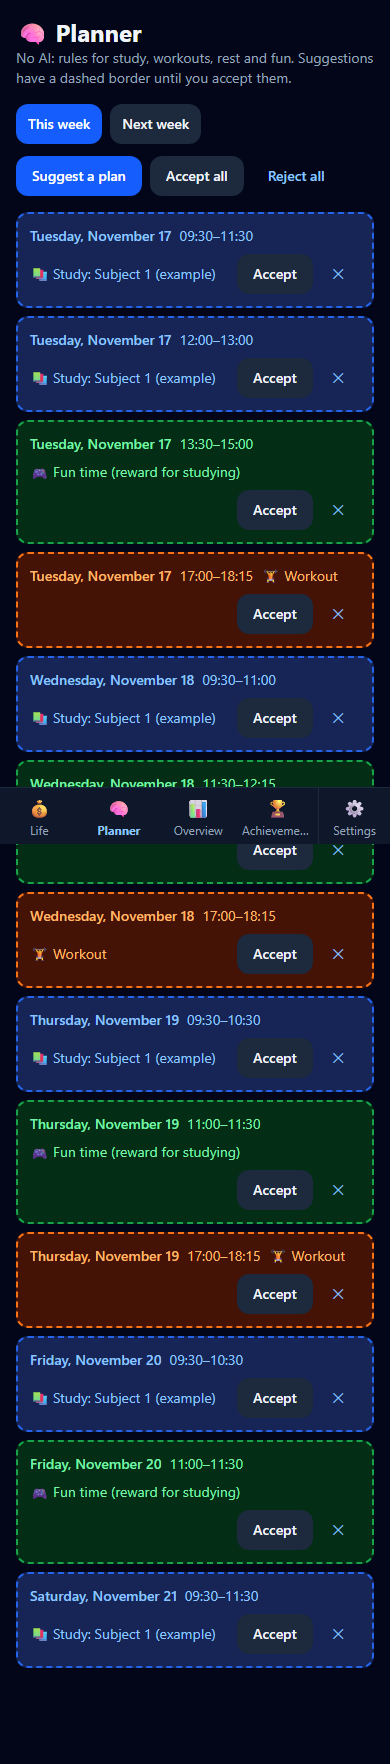 🧠 Planner
No AI: rules for study, workouts, rest and fun. Suggestions
have a dashed border until you accept them.
This week Next week
Suggest a plan Accept all Reject all
Tuesday, November 17 09:30–11:30
Study: Subject 1 (example) Accept ×
Tuesday, November 17 12:00–13:00
Study: Subject 1 (example) Accept ×
Tuesday, November 17 13:30–15:00
Fun time (reward for studying)
Accept ×
Tuesday, November 17 17:00–18:15 Workout
Accept ×
Wednesday, November 18 09:30–11:00
Study: Subject 1 (example) Accept ×
Wednesday, November 18 11:30–12:15
Life Planner Overview Achieveme... Settings
Accept ×
Wednesday, November 18 17:00–18:15
Workout Accept ×
Thursday, November 19 09:30–10:30
Study: Subject 1 (example) Accept ×
Thursday, November 19 11:00–11:30
Fun time (reward for studying)
Accept ×
Thursday, November 19 17:00–18:15 Workout
Accept ×
Friday, November 20 09:30–10:30
Study: Subject 1 (example) Accept ×
Friday, November 20 11:00–11:30
Fun time (reward for studying)
Accept ×
Saturday, November 21 09:30–11:30
Study: Subject 1 (example) Accept ×